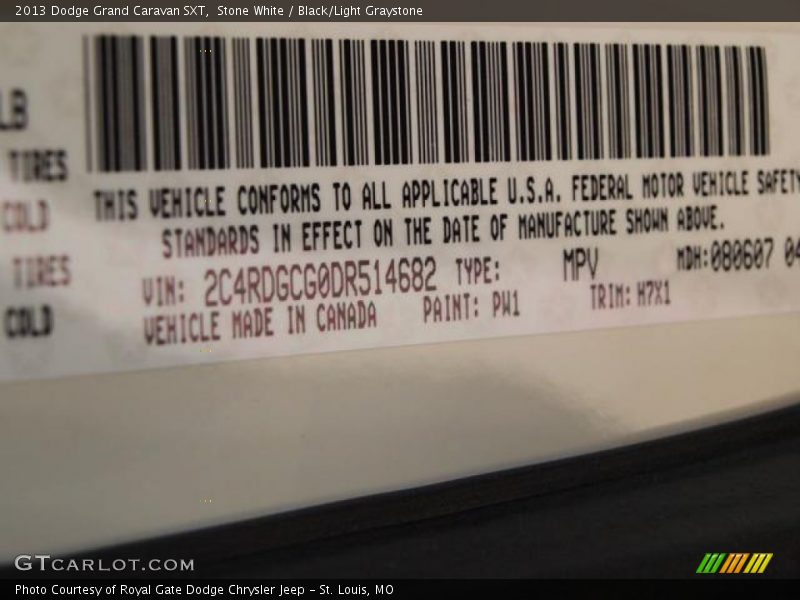 2013 Dodge Grand Caravan SXT, Stone White / Black/Light Graystone
LB
TIRES
COLD
TIRES
COLD
THIS VEHICLE CONFORMS TO ALL APPLICABLE U.S.A. FEDERAL MOTOR VEHICLE SAFETY
STANDARDS IN EFFECT ON THE DATE OF MANUFACTURE SHOWN ABOVE.
VIN: 2C4RDGCG0DR514682 TYPE: MPV MDH:080607 04
VEHICLE MADE IN CANADA PAINT: PW1 TRIM: H7X1
GTCARLOT.COM
Photo Courtesy of Royal Gate Dodge Chrysler Jeep - St. Louis, MO